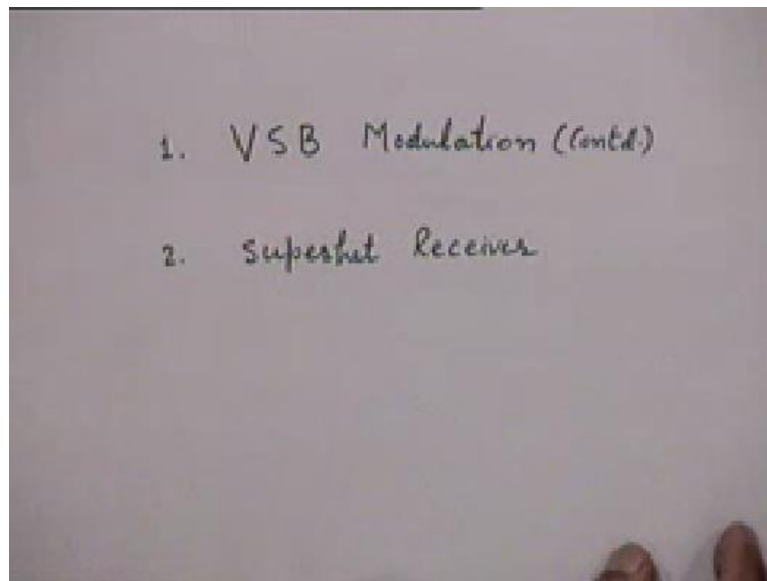 1. VSB Modulation (Contd.)
2. Superhet Receiver